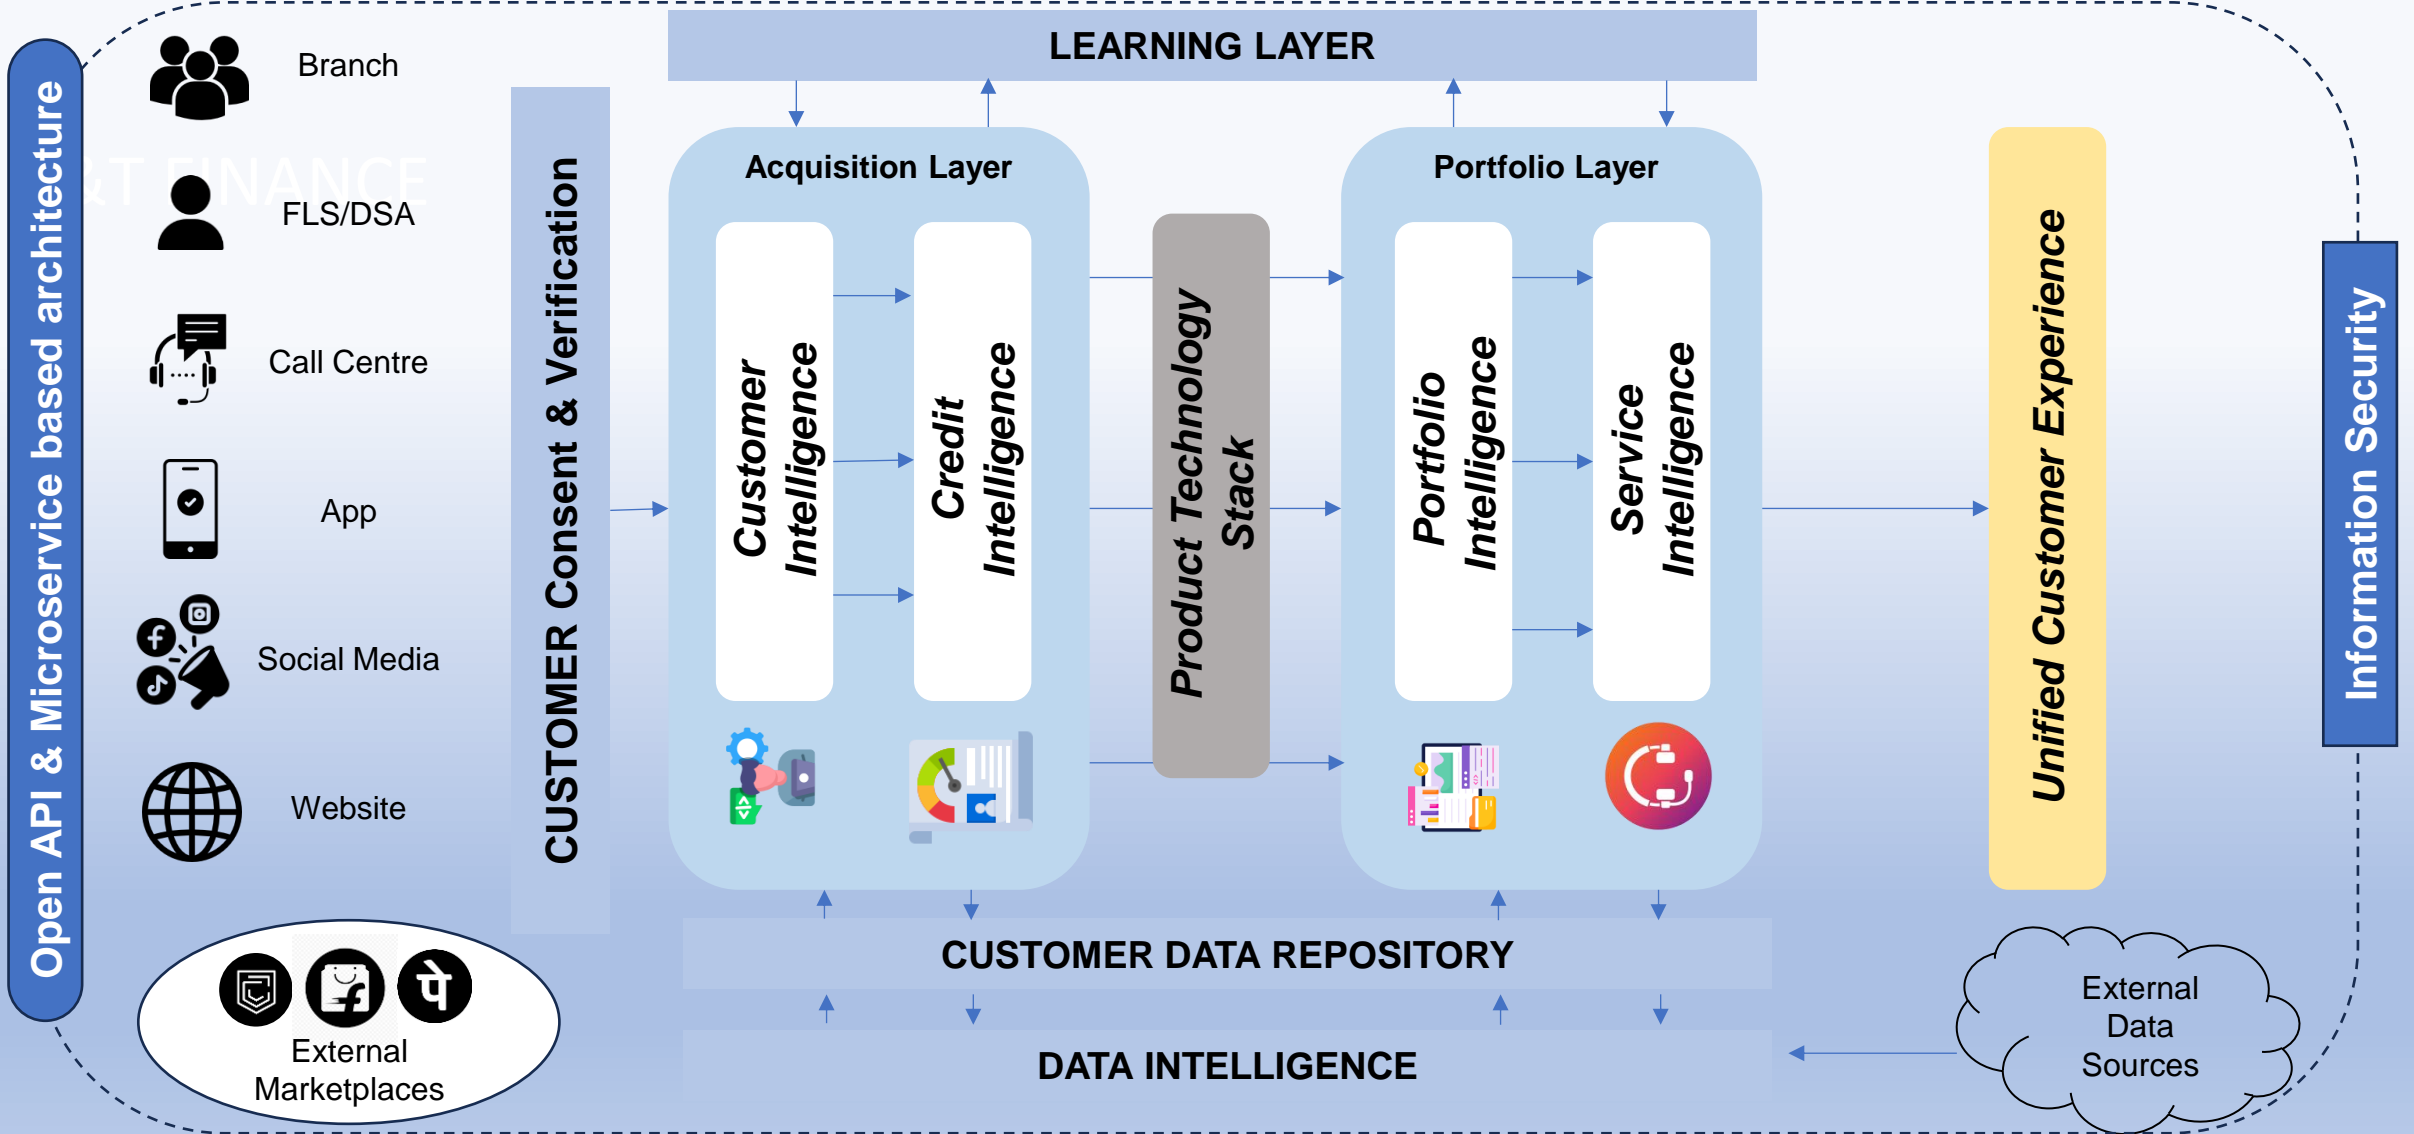 LEARNING LAYER
Open API & Microservice based architecture
Branch
&T FINANCE
FLS/DSA
Call Centre
App
Social Media
Website
पे
External
Marketplaces
CUSTOMER Consent & Verification
Acquisition Layer
Customer
Intelligence
Credit
Intelligence
Product Technology
Stack
Portfolio Layer
Portfolio
Intelligence
Service
Intelligence
Unified Customer Experience
Information Security
CUSTOMER DATA REPOSITORY
DATA INTELLIGENCE
External
Data
Sources